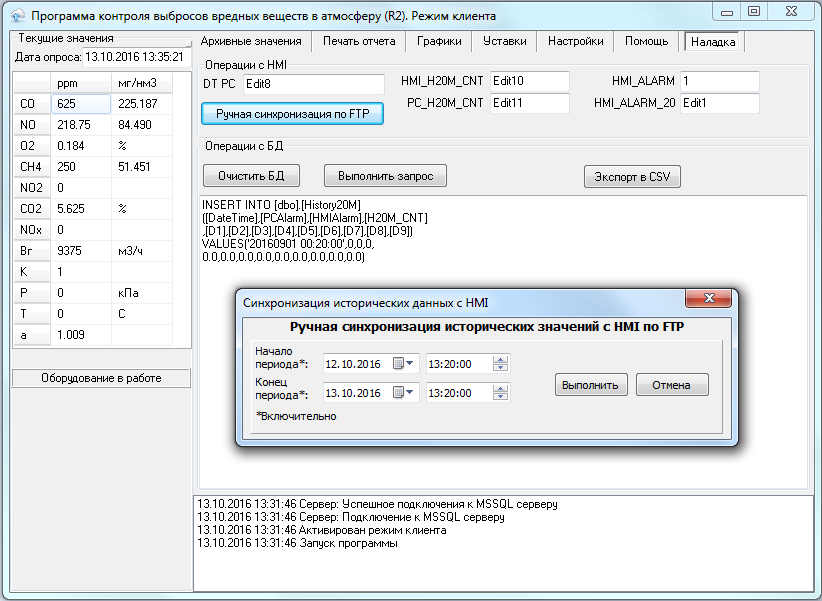 Программа контроля выбросов вредных веществ в атмосферу (R2). Режим клиента
Текущие значения
Дата опроса: 13.10.2016 13:35:21
ppm мг/нм3
CO 625 225.187
NO 218.75 84.490
O2 0.184 %
CH4 250 51.451
NO2 0
CO2 5.625 %
NOx 0
Вг 9375 м3/ч
К 1
P 0 кПа
T 0 С
a 1.009
Оборудование в работе
Архивные значения Печать отчета Графики Уставки Настройки Помощь Наладка
Операции с HMI
DT PC Edit8 HMI_H20M_CNT Edit10 HMI_ALARM 1
Ручная синхронизация по FTP PC_H20M_CNT Edit11 HMI_ALARM_20 Edit1
Операции с БД
Очистить БД Выполнить запрос Экспорт в CSV
INSERT INTO [dbo].[History20M]
([DateTime],[PCAlarm],[HMIAlarm],[H20M_CNT]
,[D1],[D2],[D3],[D4],[D5],[D6],[D7],[D8],[D9])
VALUES('20160901 00:20:00',0,0,0,
0.0,0.0,0.0,0.0,0.0,0.0,0.0,0.0,0.0)
Синхронизация исторических данных с HMI
Ручная синхронизация исторических значений с HMI по FTP
Начало
периода*: 12.10.2016 13:20:00
Конец
периода*: 13.10.2016 13:20:00
Выполнить Отмена
*Включительно
13.10.2016 13:31:46 Сервер: Успешное подключения к MSSQL серверу
13.10.2016 13:31:46 Сервер: Подключение к MSSQL серверу
13.10.2016 13:31:46 Активирован режим клиента
13.10.2016 13:31:46 Запуск программы